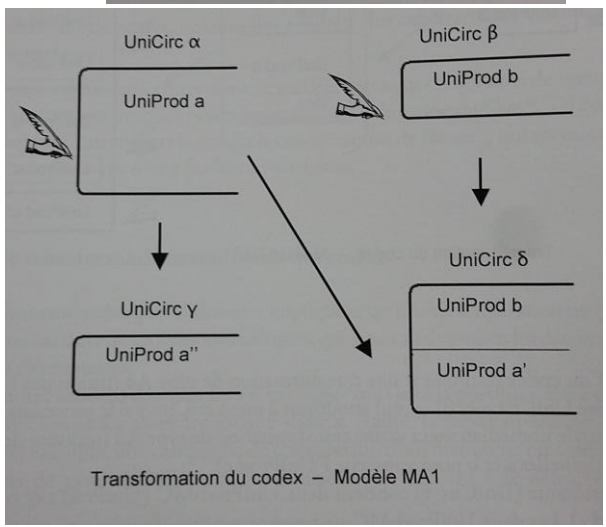 UniCirc α
UniProd a
UniCirc β
UniProd b
UniCirc γ
UniProd a''
UniCirc δ
UniProd b
UniProd a'
Transformation du codex – Modèle MA1